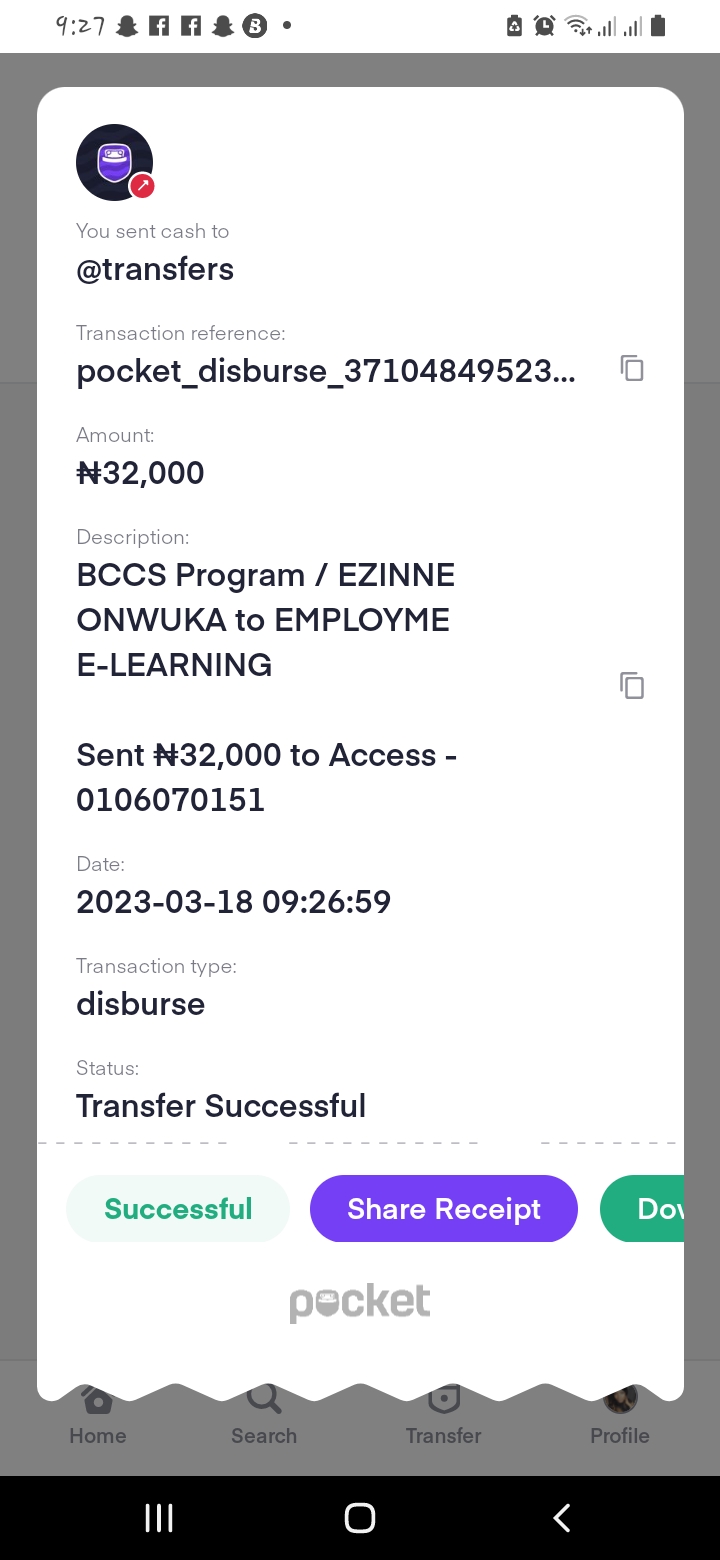 9:27
You sent cash to
@transfers
Transaction reference:
pocket_disburse_37104849523...
Amount:
₦32,000
Description:
BCCS Program / EZINNE
ONWUKA to EMPLOYME
E-LEARNING
Sent ₦32,000 to Access -
0106070151
Date:
2023-03-18 09:26:59
Transaction type:
disburse
Status:
Transfer Successful
Successful Share Receipt
pocket
Home Search Transfer Profile